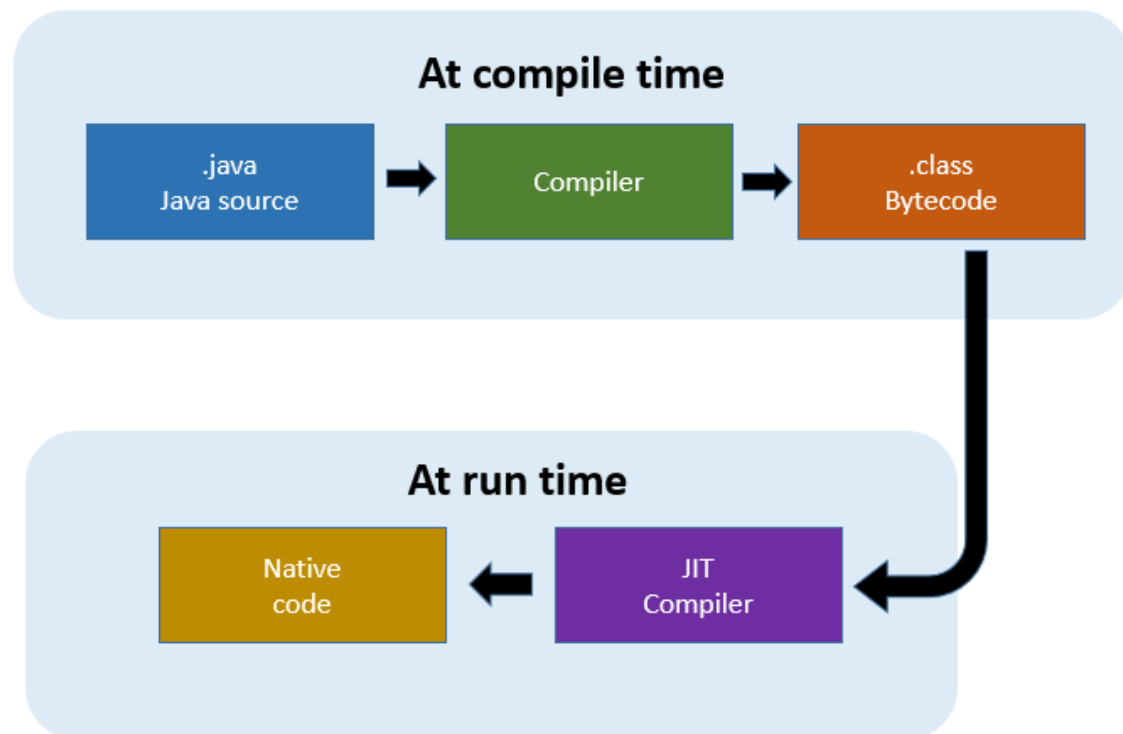 At compile time
.java
Java source
Compiler
.class
Bytecode
At run time
Native
code
JIT
Compiler